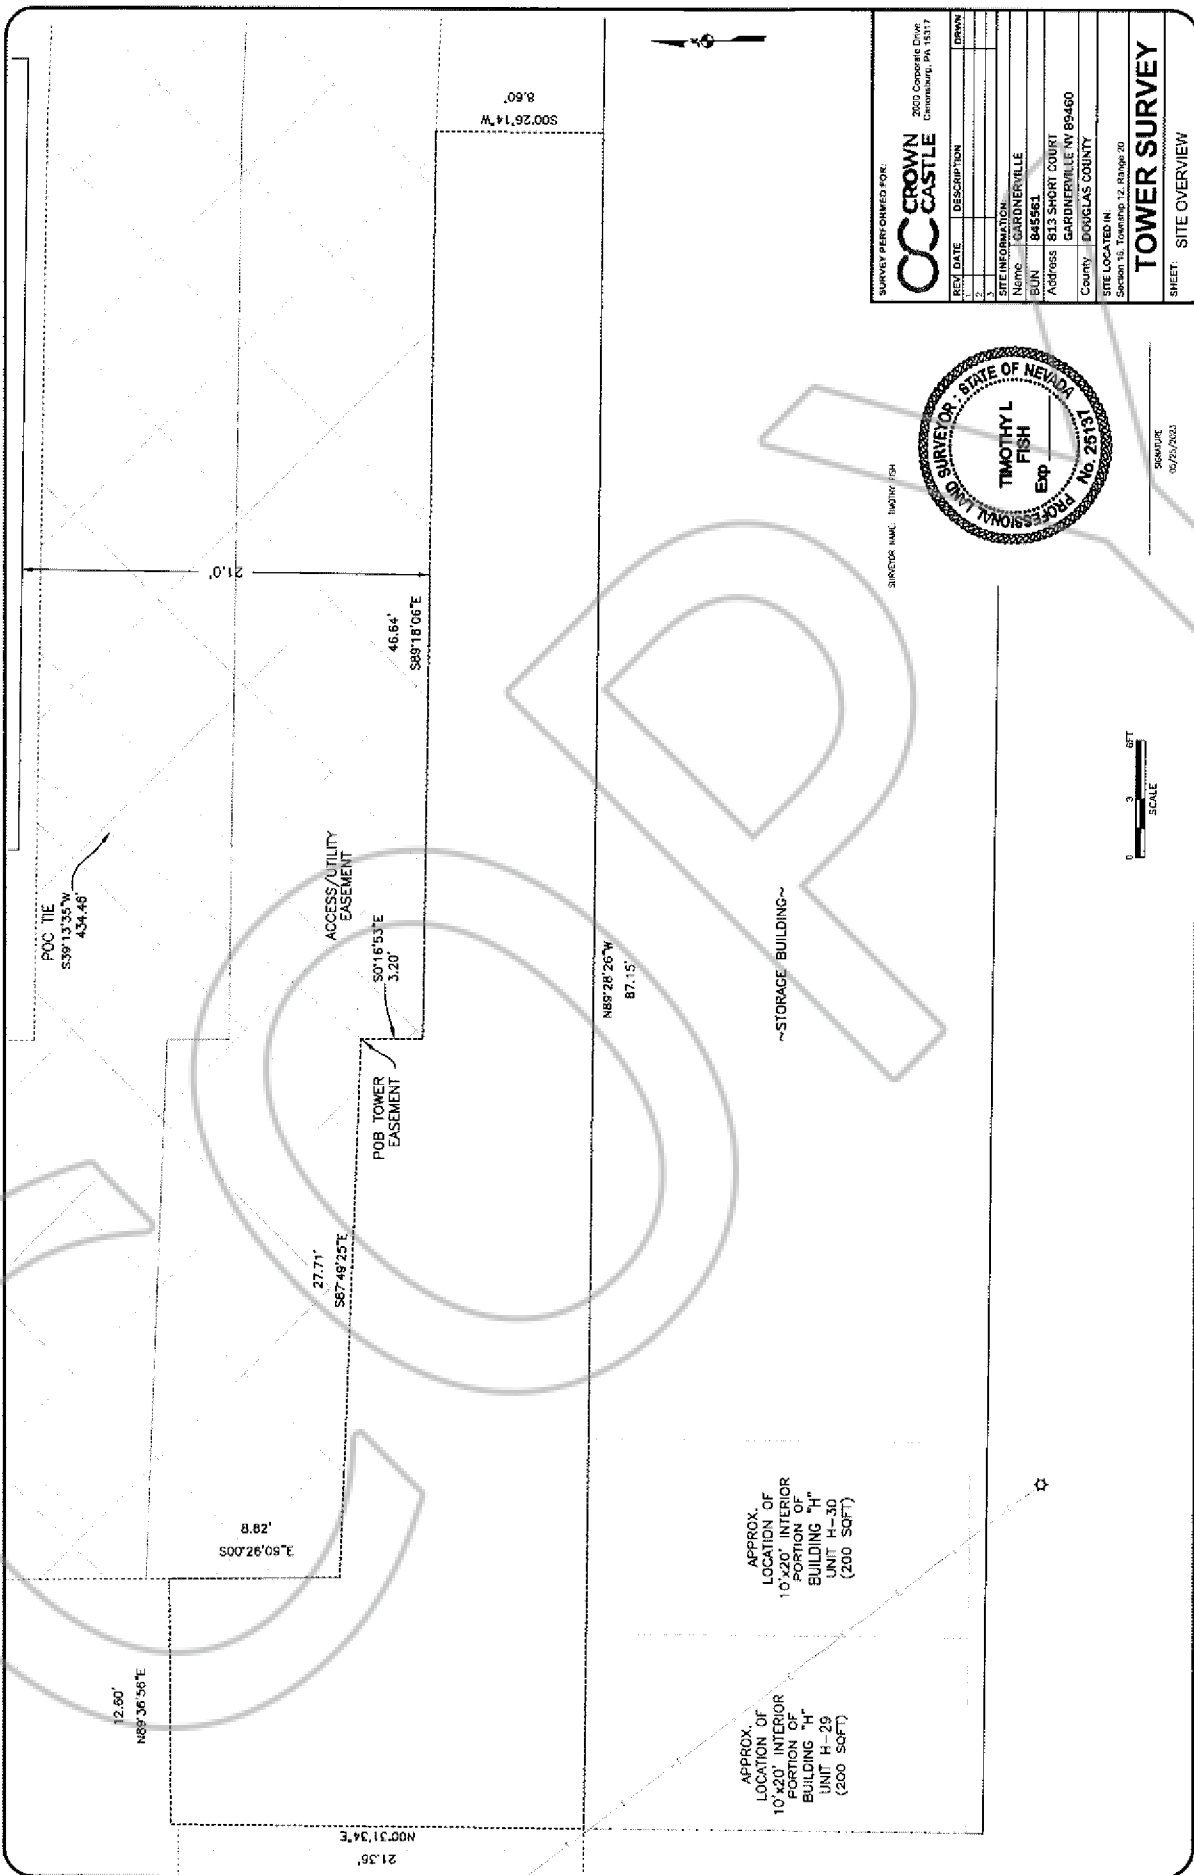 POC TIE
S39°13'35"W
434.46'
21.0'
S00°26'14"W
8.60'
46.64'
S89°18'06"E
ACCESS/UTILITY
EASEMENT
S0°16'53"E
3.20'
POB TOWER
EASEMENT
27.71'
S87°49'25"E
8.82'
S00°26'05"E
12.60'
N89°36'56"E
21.35'
N00°31'34"E
N89°28'26"W
87.15'
~STORAGE BUILDING~
APPROX.
LOCATION OF
10'x20' INTERIOR
PORTION OF
BUILDING "H"
UNIT H-29
(200 SQFT)
APPROX.
LOCATION OF
10'x20' INTERIOR
PORTION OF
BUILDING "H"
UNIT H-30
(200 SQFT)
0 3 6FT
SCALE
SURVEYOR NAME: TIMOTHY FISH
PROFESSIONAL LAND SURVEYOR : STATE OF NEVADA
TIMOTHY L
FISH
Exp
No. 25137
SIGNATURE
05/25/2023
SURVEY PERFORMED FOR:
CROWN
CASTLE
2000 Corporate Drive
Canonsburg, PA 15317
REV DATE DESCRIPTION DRWN
1
2
3
SITE INFORMATION:
Name GARDNERVILLE
BUN 845561
Address 813 SHORT COURT
GARDNERVILLE NV 89460
County DOUGLAS COUNTY
SITE LOCATED IN:
Section 16, Township 12, Range 20
TOWER SURVEY
SHEET: SITE OVERVIEW
COPY